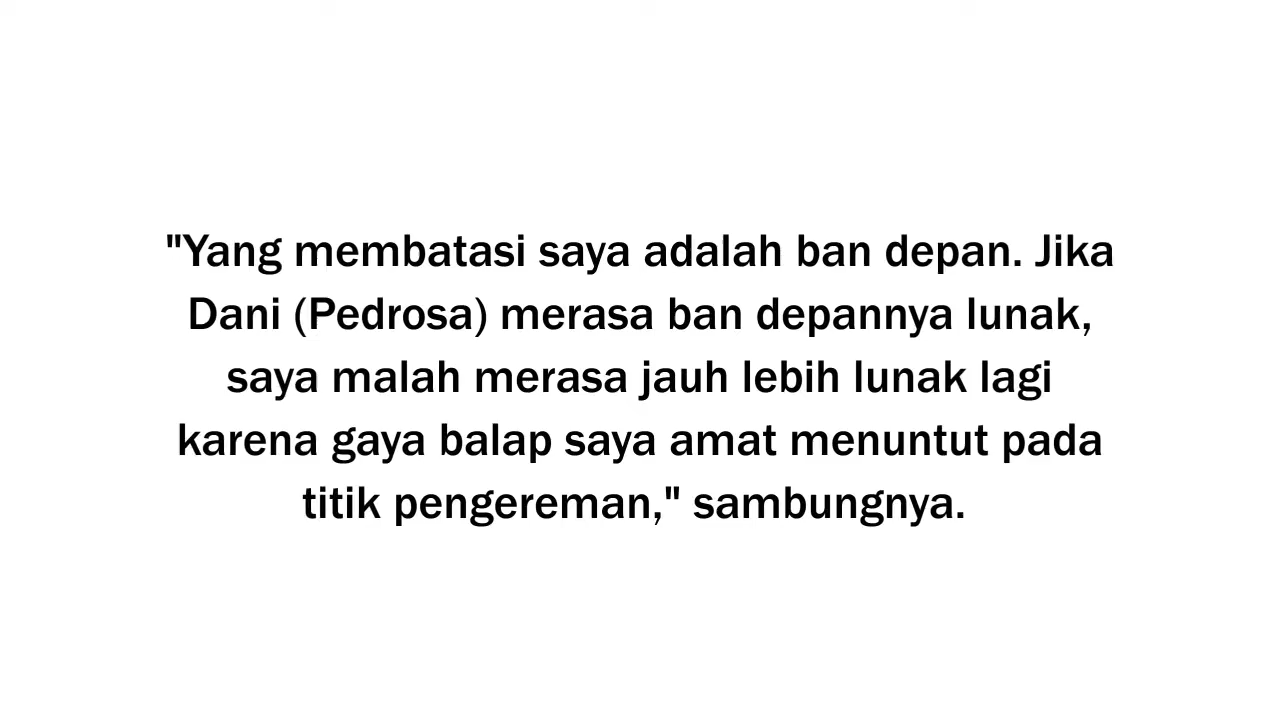 "Yang membatasi saya adalah ban depan. Jika
Dani (Pedrosa) merasa ban depannya lunak,
saya malah merasa jauh lebih lunak lagi
karena gaya balap saya amat menuntut pada
titik pengereman," sambungnya.